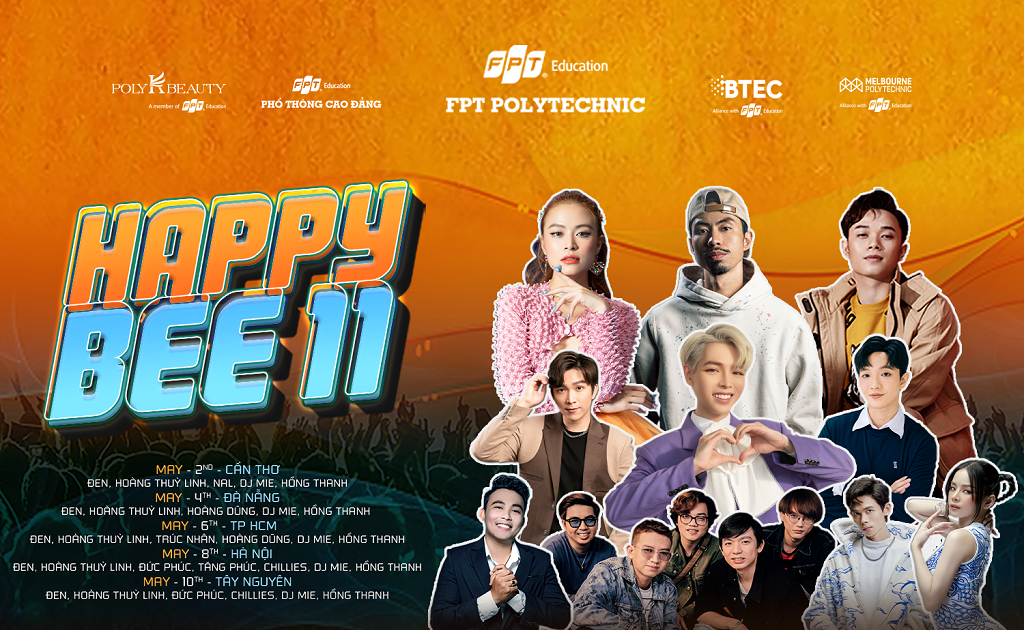 POLY K BEAUTY
A member of FPT Education
FPT Education
PHỔ THÔNG CAO ĐẲNG
FPT Education
FPT POLYTECHNIC
BTEC
Alliance with FPT Education
MELBOURNE
POLYTECHNIC
Alliance with FPT Education
HAPPY
BEE 11
MAY - 2ND - CẦN THƠ
ĐEN, HOÀNG THUỲ LINH, NAL, DJ MIE, HỒNG THANH
MAY - 4TH - ĐÀ NẴNG
ĐEN, HOÀNG THUỲ LINH, HOÀNG DŨNG, DJ MIE, HỒNG THANH
MAY - 6TH - TP HCM
ĐEN, HOÀNG THUỲ LINH, TRÚC NHÂN, HOÀNG DŨNG, DJ MIE, HỒNG THANH
MAY - 8TH - HÀ NỘI
ĐEN, HOÀNG THUỲ LINH, ĐỨC PHÚC, TĂNG PHÚC, CHILLIES, DJ MIE, HỒNG THANH
MAY - 10TH - TÂY NGUYÊN
ĐEN, HOÀNG THUỲ LINH, ĐỨC PHÚC, CHILLIES, DJ MIE, HỒNG THANH